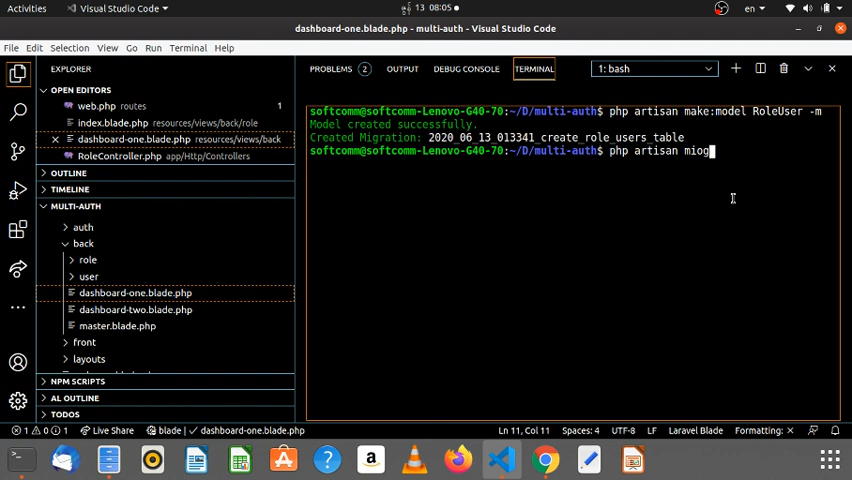 Activities
Visual Studio Code
13 08:05
en
dashboard-one.blade.php - multi-auth - Visual Studio Code
File Edit Selection View Go Run Terminal Help
EXPLORER
PROBLEMS 2 OUTPUT DEBUG CONSOLE TERMINAL 1: bash
OPEN EDITORS
web.php routes 1
index.blade.php resources/views/back/role
dashboard-one.blade.php resources/views/back
RoleController.php app/Http/Controllers
OUTLINE
TIMELINE
MULTI-AUTH
auth
back
role
user
dashboard-one.blade.php
dashboard-two.blade.php
master.blade.php
front
layouts
NPM SCRIPTS
AL OUTLINE
TODOS
softcomm@softcomm-Lenovo-G40-70:~/D/multi-auth$ php artisan make:model RoleUser -m
Model created successfully.
Created Migration: 2020_06_13_013341_create_role_users_table
softcomm@softcomm-Lenovo-G40-70:~/D/multi-auth$ php artisan miog
1 0 1 Live Share blade dashboard-one.blade.php Ln 11, Col 11 Spaces: 4 UTF-8 LF Laravel Blade Formatting: